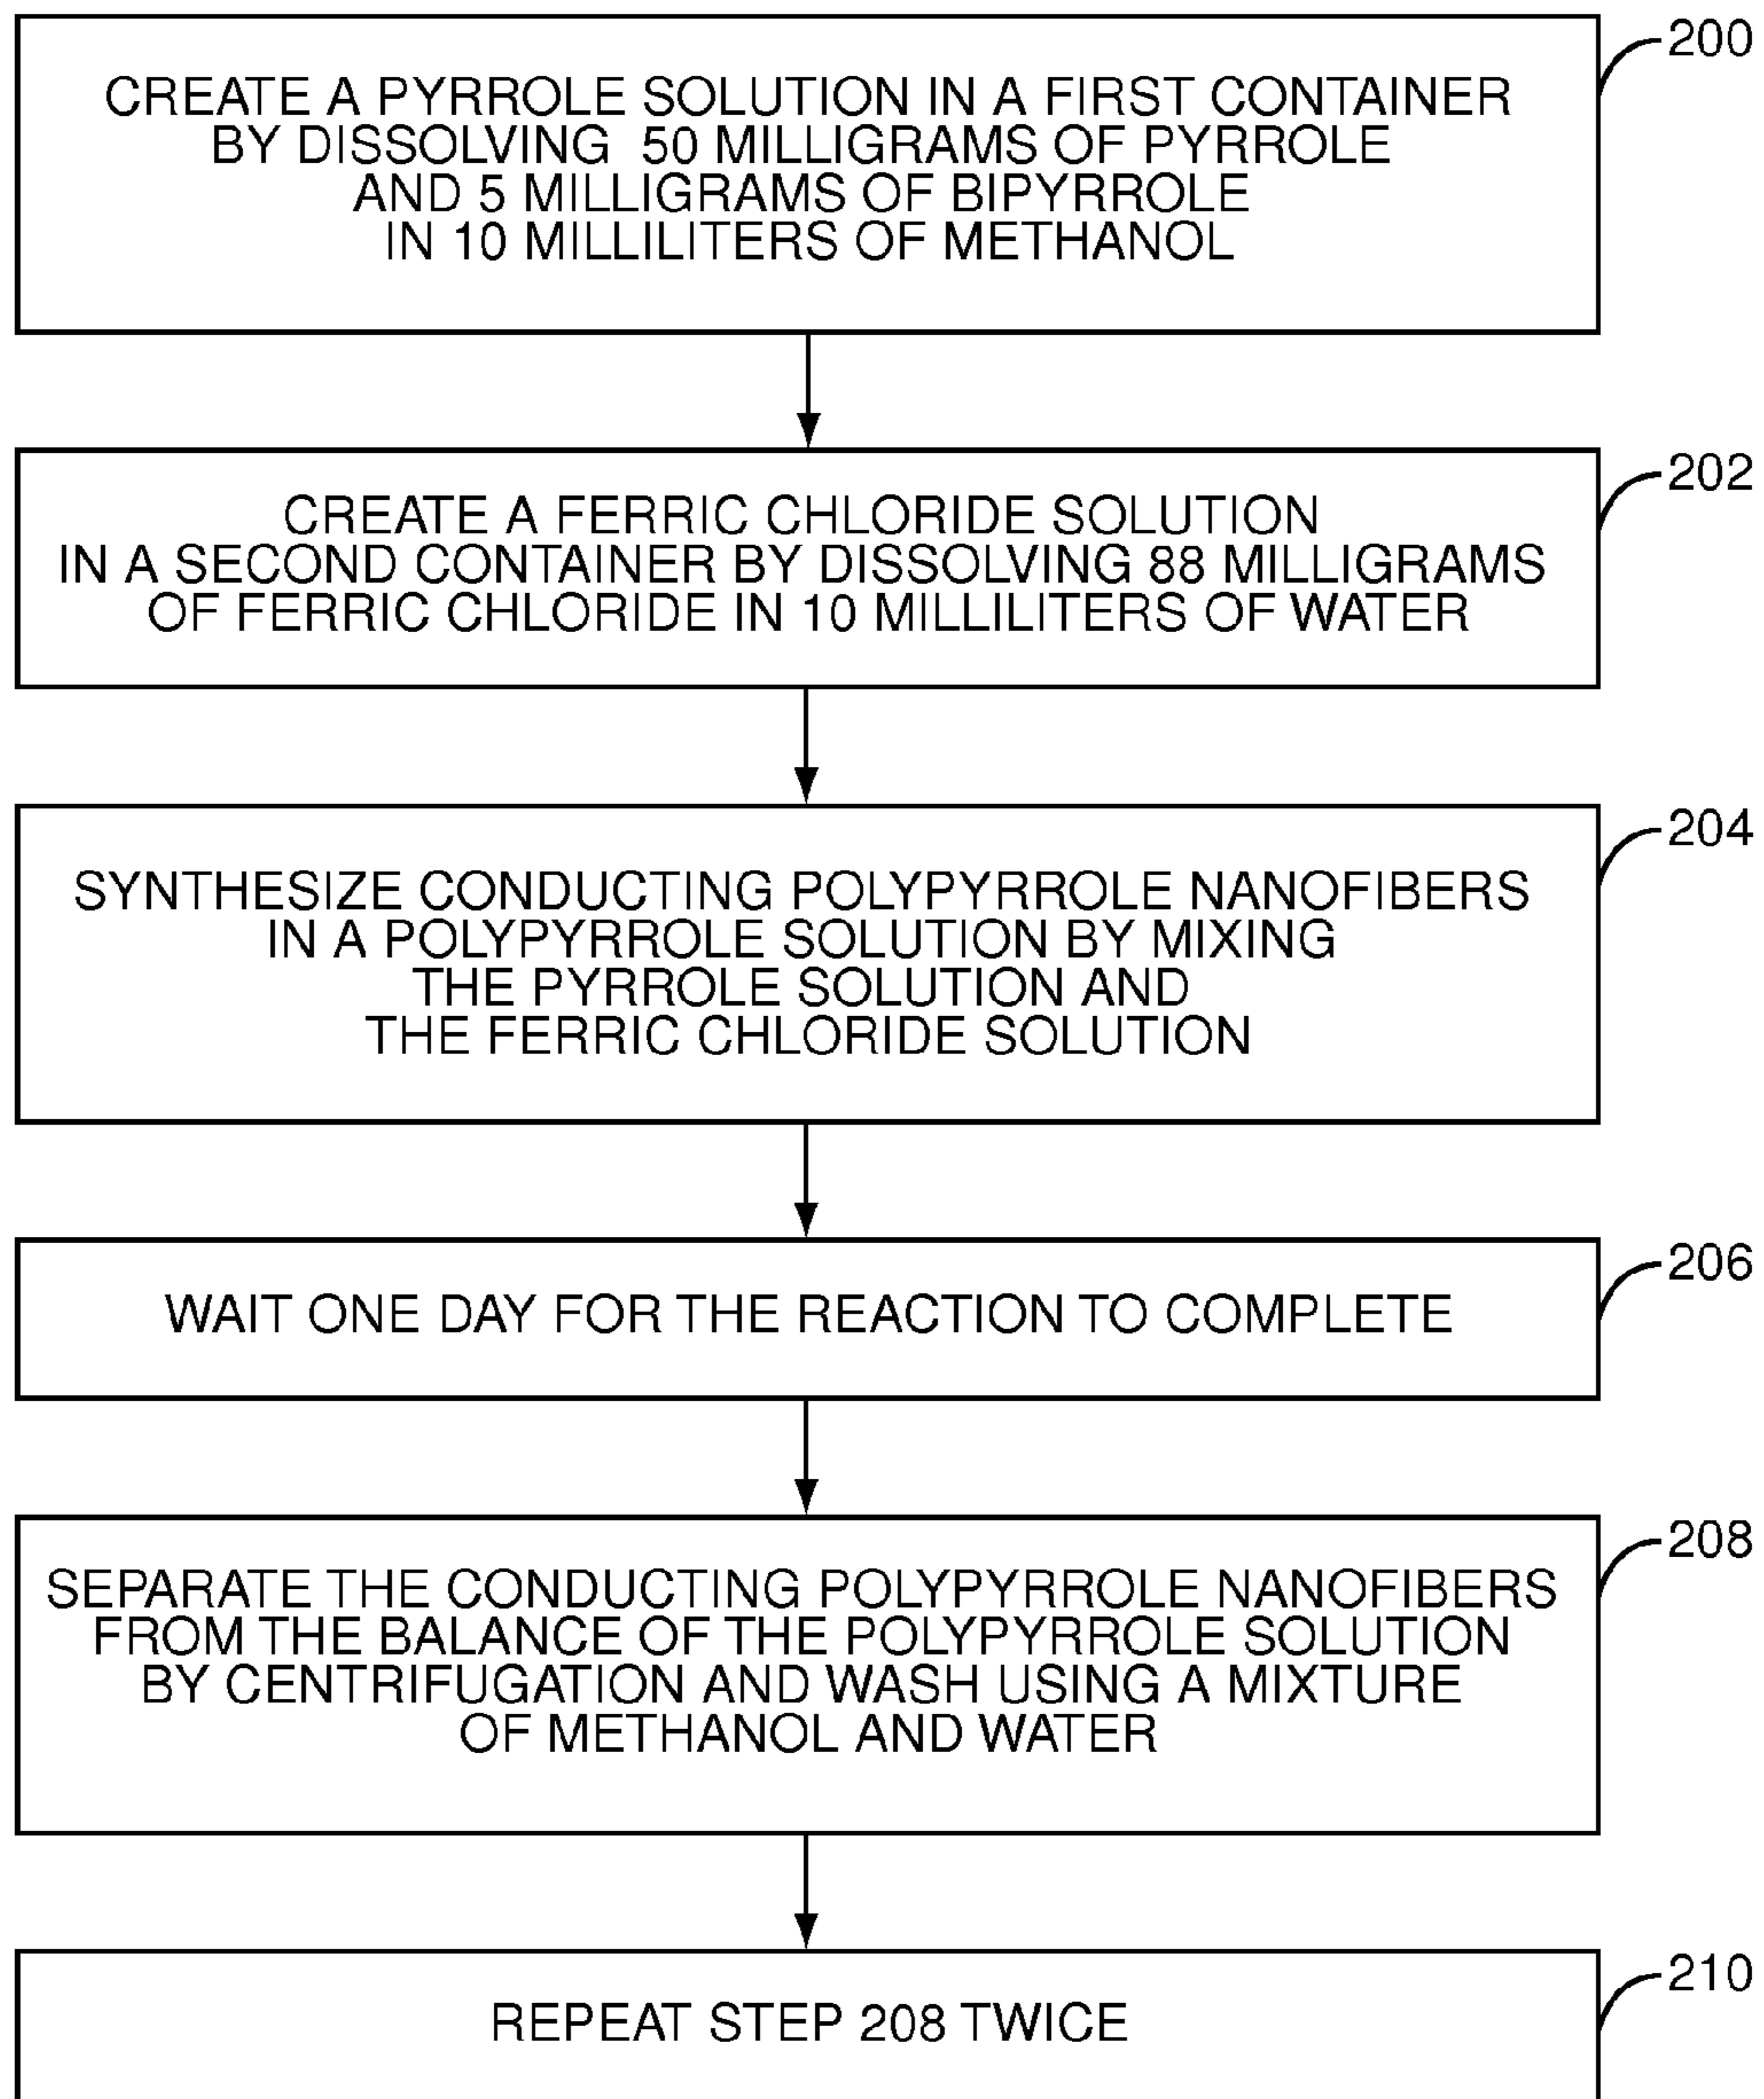 200
CREATE A PYRROLE SOLUTION IN A FIRST CONTAINER
BY DISSOLVING 50 MILLIGRAMS OF PYRROLE
AND 5 MILLIGRAMS OF BIPYRROLE
IN 10 MILLILITERS OF METHANOL
202
CREATE A FERRIC CHLORIDE SOLUTION
IN A SECOND CONTAINER BY DISSOLVING 88 MILLIGRAMS
OF FERRIC CHLORIDE IN 10 MILLILITERS OF WATER
204
SYNTHESIZE CONDUCTING POLYPYRROLE NANOFIBERS
IN A POLYPYRROLE SOLUTION BY MIXING
THE PYRROLE SOLUTION AND
THE FERRIC CHLORIDE SOLUTION
206
WAIT ONE DAY FOR THE REACTION TO COMPLETE
208
SEPARATE THE CONDUCTING POLYPYRROLE NANOFIBERS
FROM THE BALANCE OF THE POLYPYRROLE SOLUTION
BY CENTRIFUGATION AND WASH USING A MIXTURE
OF METHANOL AND WATER
210
REPEAT STEP 208 TWICE